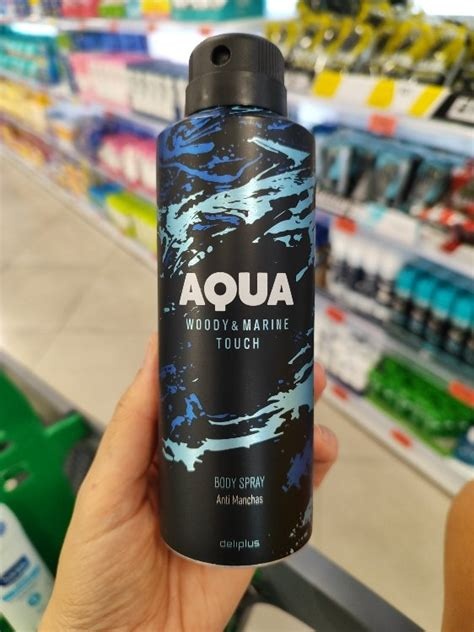 AQUA
WOODY & MARINE
TOUCH
BODY SPRAY
Anti Manchas
deliplus